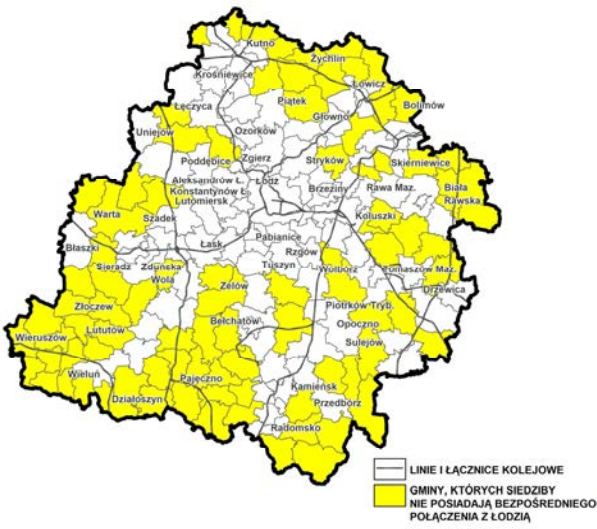 Kutno
Żychlin
Krośniewice
Łowicz
Piątek
Bolimów
Łęczyca
Głowno
Uniejów
Ozorków
Poddębice
Zgierz
Stryków
Skierniewice
Aleksandrów Ł.
Łódź
Konstantynów Ł.
Brzeziny
Rawa Maz.
Biała
Rawska
Lutomiersk
Warta
Szadek
Koluszki
Błaszki
Łask
Pabianice
Rzgów
Sieradz
Zduńska
Wola
Tuszyn
Wolbórz
Tomaszów Maz.
Zelów
Drzewica
Złoczew
Piotrków Tryb.
Bełchatów
Opoczno
Lututów
Wieruszów
Sulejów
Wieluń
Pajęczno
Kamieńsk
Działoszyn
Przedbórz
Radomsko
LINIE I ŁĄCZNICE KOLEJOWE
GMINY, KTÓRYCH SIEDZIBY
NIE POSIADAJĄ BEZPOŚREDNIEGO
POŁĄCZENIA Z ŁODZIĄ